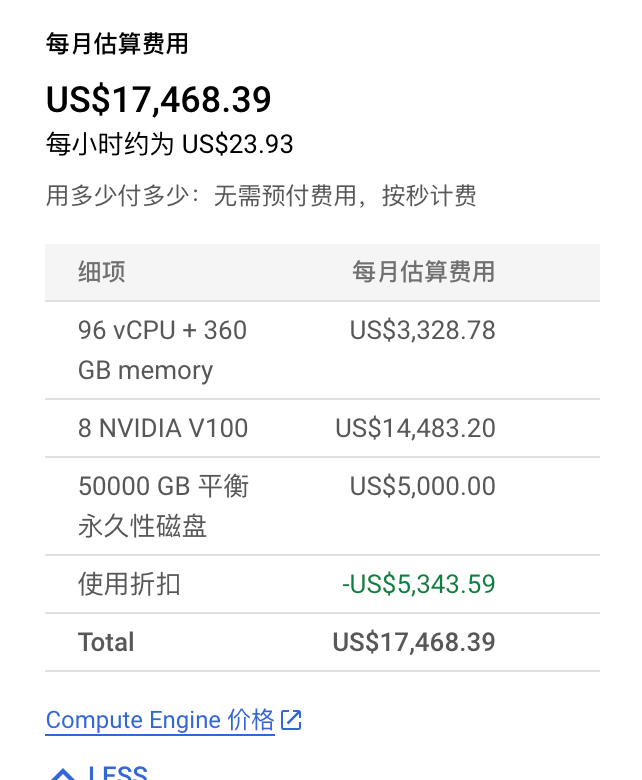 每月估算费用
US$17,468.39
每小时约为 US$23.93
用多少付多少：无需预付费用，按秒计费
细项 每月估算费用
96 vCPU + 360 US$3,328.78
GB memory
8 NVIDIA V100 US$14,483.20
50000 GB 平衡 US$5,000.00
永久性磁盘
使用折扣 -US$5,343.59
Total US$17,468.39
Compute Engine 价格
LESS